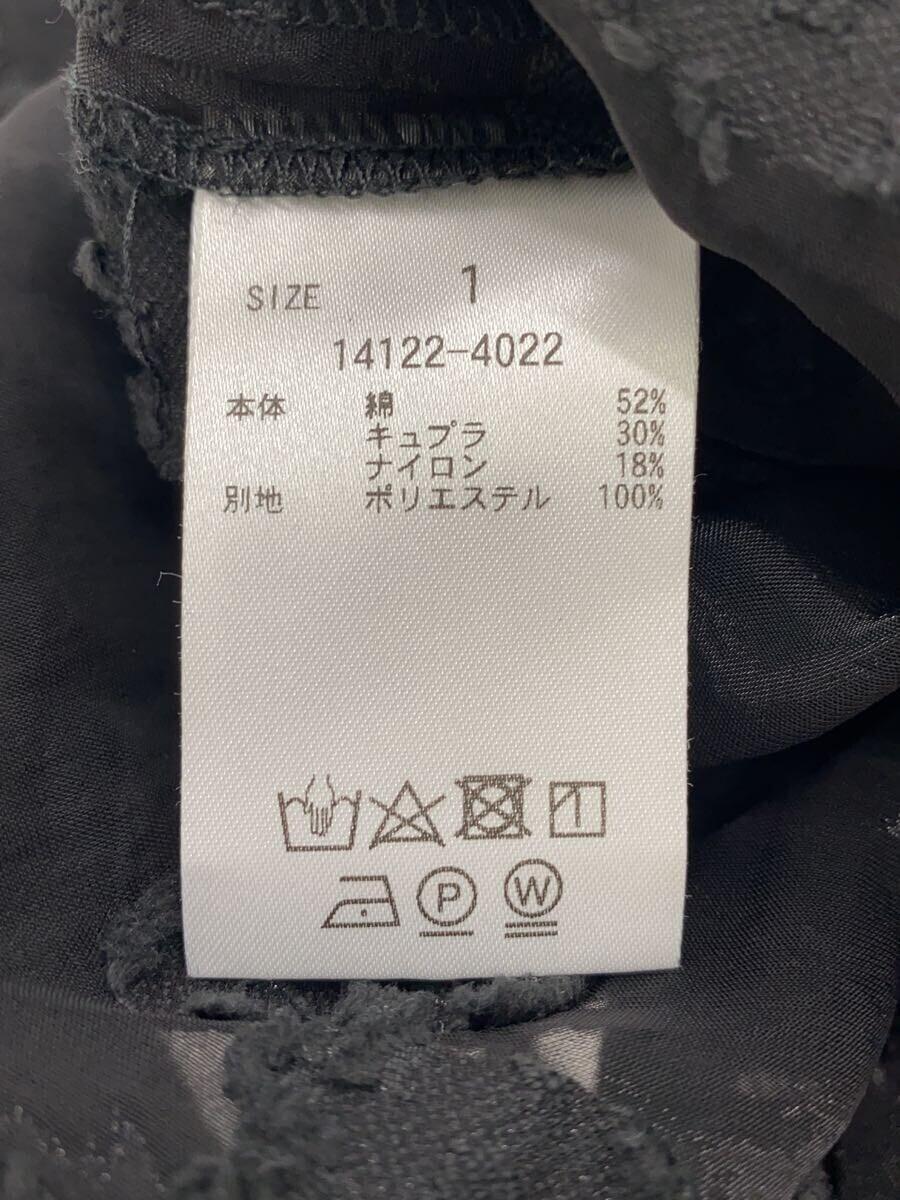 SIZE 1
14122-4022
本体 綿 52%
キュプラ 30%
ナイロン 18%
別地 ポリエステル 100%
P W